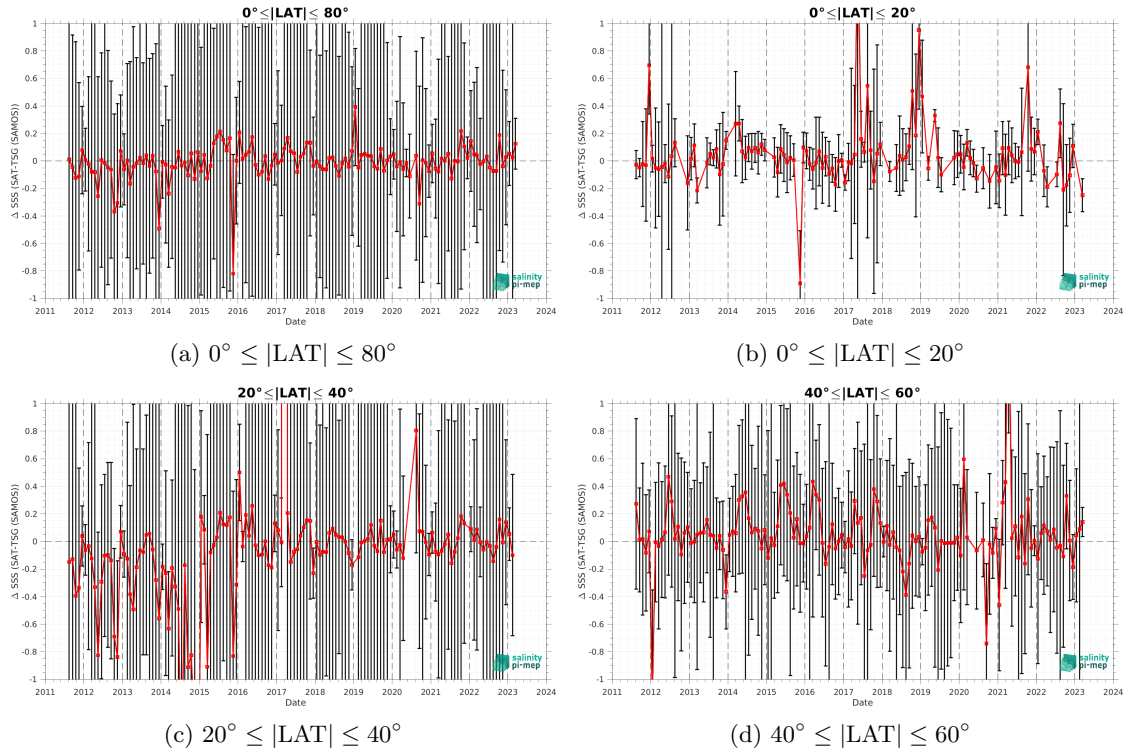 0°≤|LAT|≤ 80°
Δ SSS (SAT-TSG (SAMOS))
1
0.8
0.6
0.4
0.2
0
-0.2
-0.4
-0.6
-0.8
-1
2011 2012 2013 2014 2015 2016 2017 2018 2019 2020 2021 2022 2023 2024
Date
salinity
pi-mep
(a) 0° ≤ |LAT| ≤ 80°
0°≤|LAT|≤ 20°
Δ SSS (SAT-TSG (SAMOS))
1
0.8
0.6
0.4
0.2
0
-0.2
-0.4
-0.6
-0.8
-1
2011 2012 2013 2014 2015 2016 2017 2018 2019 2020 2021 2022 2023 2024
Date
salinity
pi-mep
(b) 0° ≤ |LAT| ≤ 20°
20°≤|LAT|≤ 40°
Δ SSS (SAT-TSG (SAMOS))
1
0.8
0.6
0.4
0.2
0
-0.2
-0.4
-0.6
-0.8
-1
2011 2012 2013 2014 2015 2016 2017 2018 2019 2020 2021 2022 2023 2024
Date
salinity
pi-mep
(c) 20° ≤ |LAT| ≤ 40°
40°≤|LAT|≤ 60°
Δ SSS (SAT-TSG (SAMOS))
1
0.8
0.6
0.4
0.2
0
-0.2
-0.4
-0.6
-0.8
-1
2011 2012 2013 2014 2015 2016 2017 2018 2019 2020 2021 2022 2023 2024
Date
salinity
pi-mep
(d) 40° ≤ |LAT| ≤ 60°